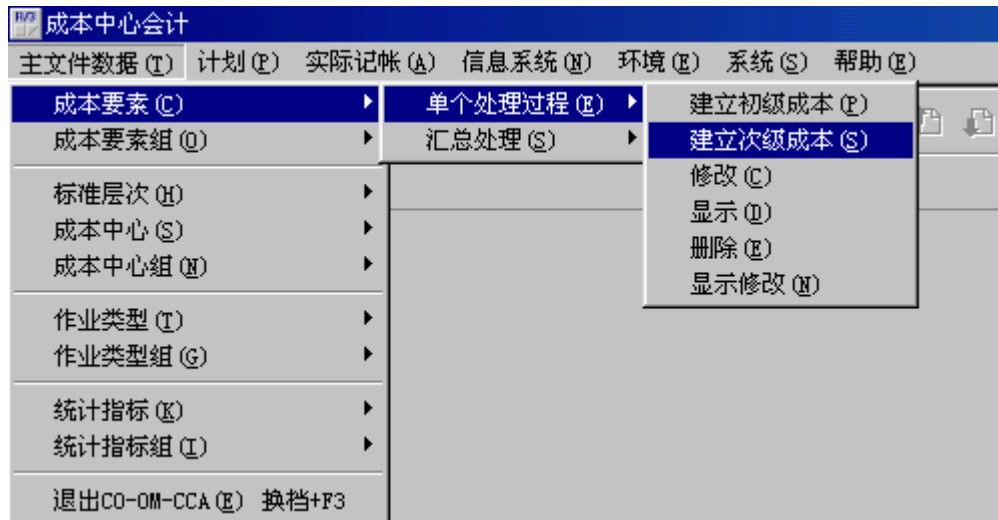 R/3 成本中心会计
主文件数据(T) 计划(P) 实际记帐(A) 信息系统(N) 环境(E) 系统(S) 帮助(E)
成本要素(C)
成本要素组(O)
标准层次(H)
成本中心(S)
成本中心组(N)
作业类型(T)
作业类型组(G)
统计指标(K)
统计指标组(I)
退出CO-OM-CCA(E) 换档+F3
单个处理过程(E)
汇总处理(S)
建立初级成本(P)
建立次级成本(S)
修改(C)
显示(D)
删除(E)
显示修改(N)